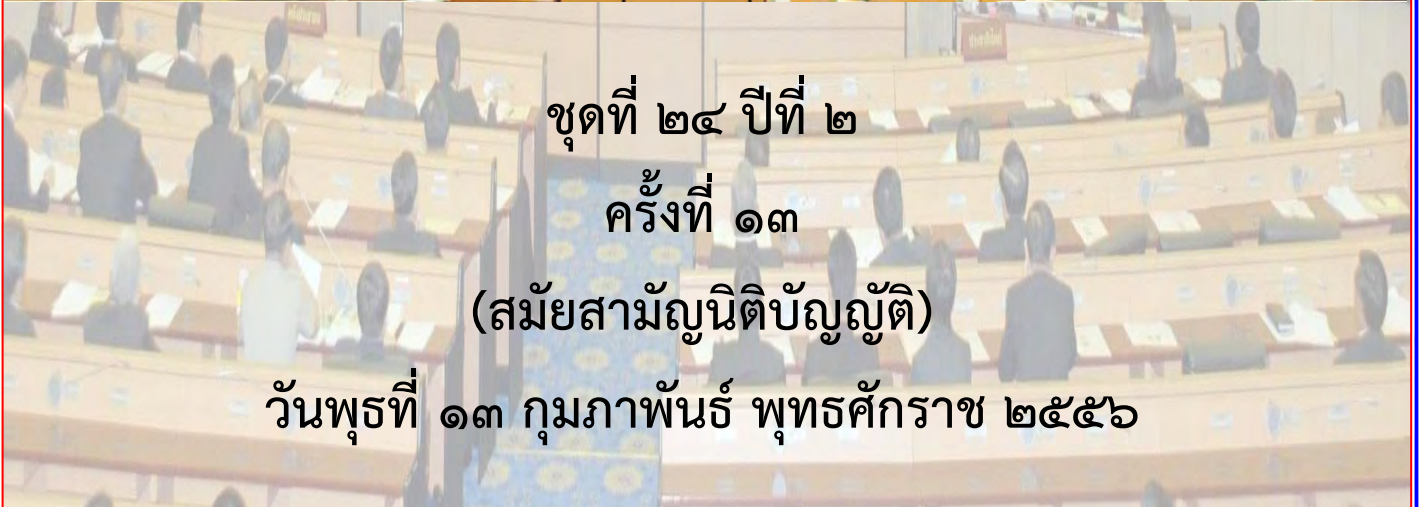 ชุดที่ ๒๔ ปีที่ ๒
ครั้งที่ ๑๓
(สมัยสามัญนิติบัญญัติ)
วันพุธที่ ๑๓ กุมภาพันธ์ พุทธศักราช ๒๕๕๖